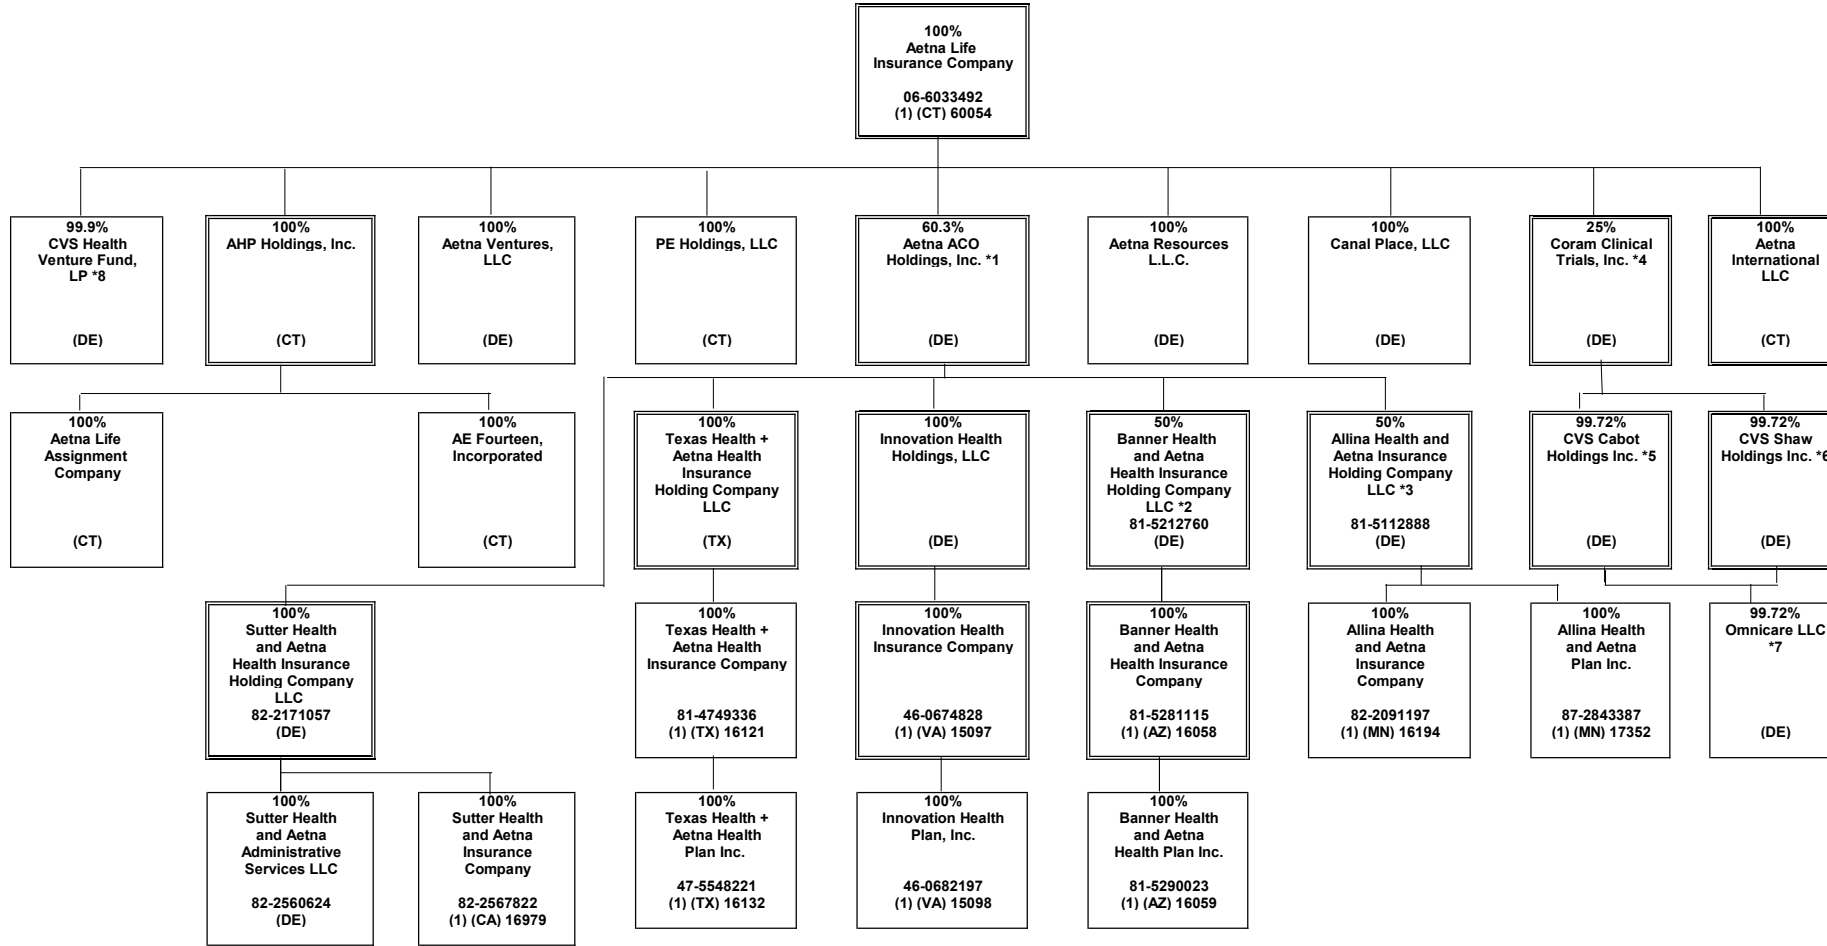 100%
Aetna Life
Insurance Company
06-6033492
(1) (CT) 60054
99.9%
CVS Health
Venture Fund,
LP *8
(DE)
100%
AHP Holdings, Inc.
(CT)
100%
Aetna Ventures,
LLC
(DE)
100%
PE Holdings, LLC
(CT)
60.3%
Aetna ACO
Holdings, Inc. *1
(DE)
100%
Aetna Resources
L.L.C.
(DE)
100%
Canal Place, LLC
(DE)
25%
Coram Clinical
Trials, Inc. *4
(DE)
100%
Aetna
International
LLC
(CT)
100%
Aetna Life
Assignment
Company
(CT)
100%
AE Fourteen,
Incorporated
(CT)
100%
Texas Health +
Aetna Health
Insurance
Holding Company
LLC
(TX)
100%
Innovation Health
Holdings, LLC
(DE)
50%
Banner Health
and Aetna
Health Insurance
Holding Company
LLC *2
81-5212760
(DE)
50%
Allina Health and
Aetna Insurance
Holding Company
LLC *3
81-5112888
(DE)
99.72%
CVS Cabot
Holdings Inc. *5
(DE)
99.72%
CVS Shaw
Holdings Inc. *6
(DE)
100%
Sutter Health
and Aetna
Health Insurance
Holding Company
LLC
82-2171057
(DE)
100%
Texas Health +
Aetna Health
Insurance Company
81-4749336
(1) (TX) 16121
100%
Innovation Health
Insurance Company
46-0674828
(1) (VA) 15097
100%
Banner Health
and Aetna
Health Insurance
Company
81-5281115
(1) (AZ) 16058
100%
Allina Health
and Aetna
Insurance
Company
82-2091197
(1) (MN) 16194
100%
Allina Health
and Aetna
Plan Inc.
87-2843387
(1) (MN) 17352
99.72%
Omnicare LLC
*7
(DE)
100%
Sutter Health
and Aetna
Administrative
Services LLC
82-2560624
(DE)
100%
Sutter Health
and Aetna
Insurance
Company
82-2567822
(1) (CA) 16979
100%
Texas Health +
Aetna Health
Plan Inc.
47-5548221
(1) (TX) 16132
100%
Innovation Health
Plan, Inc.
46-0682197
(1) (VA) 15098
100%
Banner Health
and Aetna
Health Plan Inc.
81-5290023
(1) (AZ) 16059